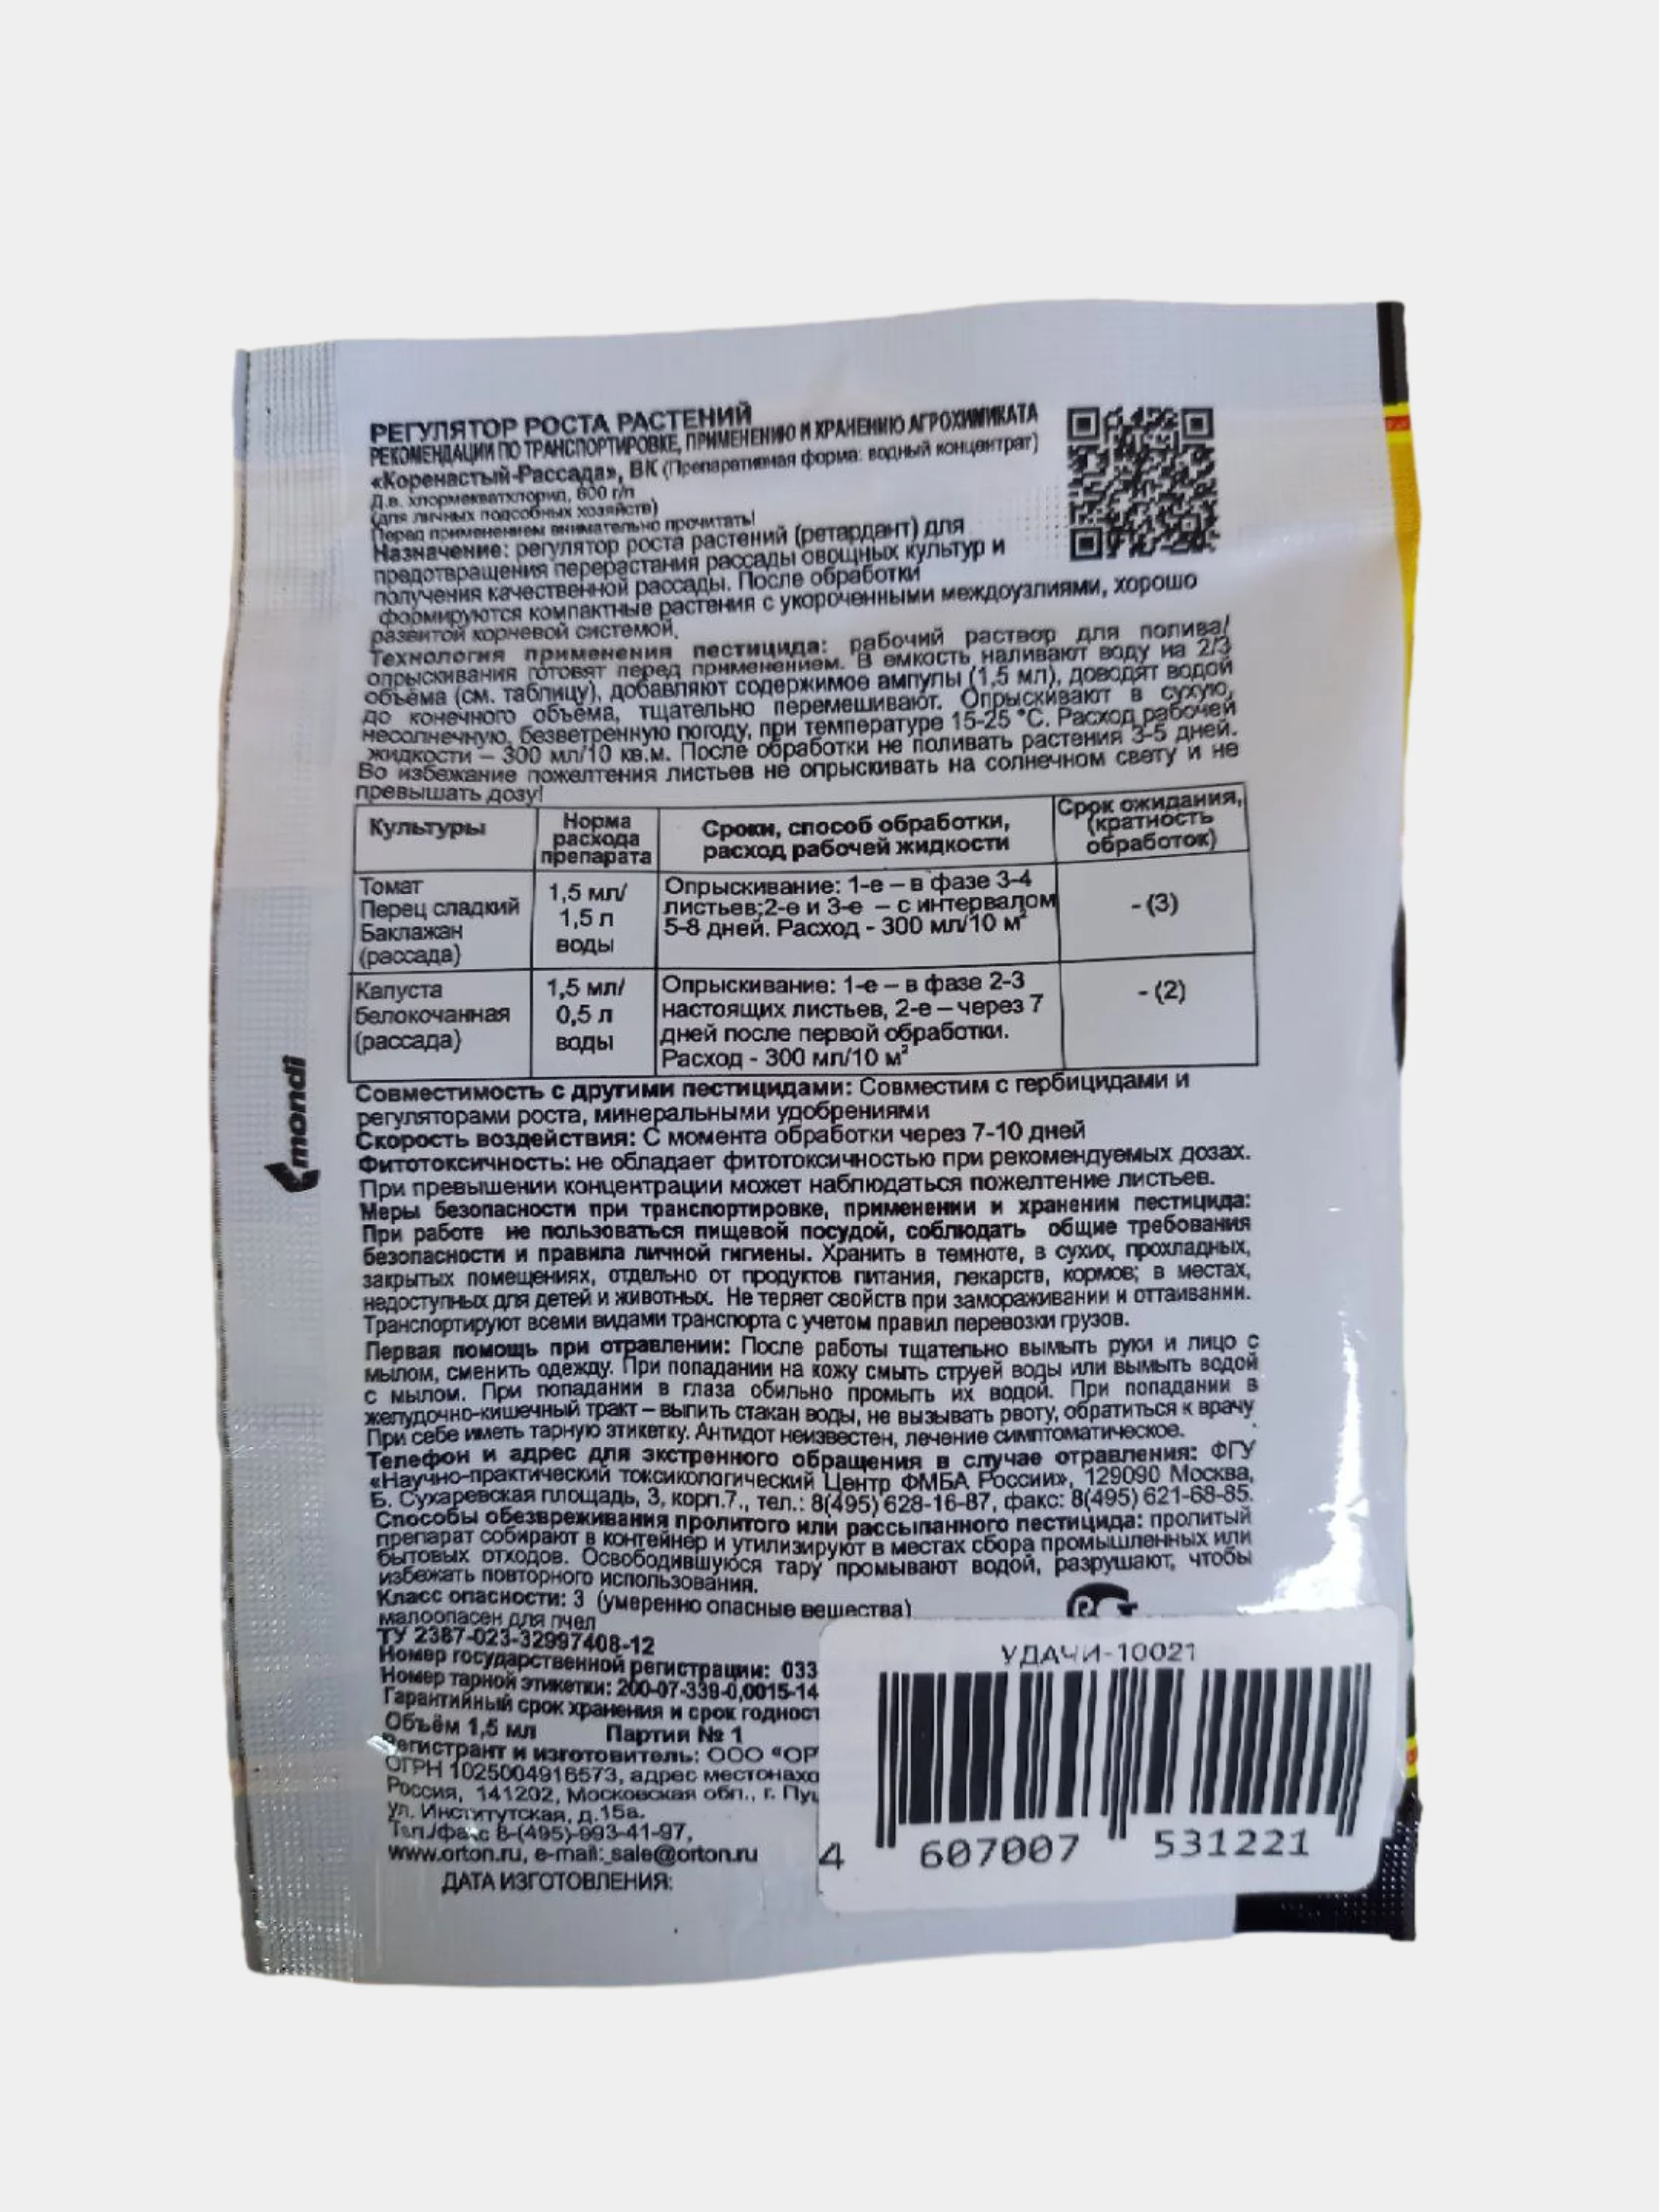 РЕГУЛЯТОР РОСТА РАСТЕНИЙ
РЕКОМЕНДАЦИИ ПО ТРАНСПОРТИРОВКЕ, ПРИМЕНЕНИЮ И ХРАНЕНИЮ АГРОХИМИКАТА
«Коренастый-Рассада», ВК (Препаративная форма: водный концентрат)
Д.в. хлормекватхлорид, 600 г/л
(для личных подсобных хозяйств)
Перед применением внимательно прочитать!
Назначение: регулятор роста растений (ретардант) для
предотвращения перерастания рассады овощных культур и
получения качественной рассады. После обработки
формируются компактные растения с укороченными междоузлиями, хорошо
развитой корневой системой.
Технология применения пестицида: рабочий раствор для полива/
опрыскивания готовят перед применением. В емкость наливают воду на 2/3
объёма (см. таблицу), добавляют содержимое ампулы (1,5 мл), доводят водой
до конечного объёма, тщательно перемешивают. Опрыскивают в сухую,
несолнечную, безветренную погоду, при температуре 15-25 °С. Расход рабочей
жидкости – 300 мл/10 кв.м. После обработки не поливать растения 3-5 дней.
Во избежание пожелтения листьев не опрыскивать на солнечном свету и не
превышать дозу!
Культуры
Норма
расхода
препарата
Сроки, способ обработки,
расход рабочей жидкости
Срок ожидания,
(кратность
обработок)
Томат
Перец сладкий
Баклажан
(рассада)
1,5 мл/
1,5 л
воды
Опрыскивание: 1-е – в фазе 3-4
листьев;2-е и 3-е – с интервалом
5-8 дней. Расход - 300 мл/10 м²
- (3)
Капуста
белокочанная
(рассада)
1,5 мл/
0,5 л
воды
Опрыскивание: 1-е – в фазе 2-3
настоящих листьев, 2-е – через 7
дней после первой обработки.
Расход - 300 мл/10 м²
- (2)
Совместимость с другими пестицидами: Совместим с гербицидами и
регуляторами роста, минеральными удобрениями
Скорость воздействия: С момента обработки через 7-10 дней
Фитотоксичность: не обладает фитотоксичностью при рекомендуемых дозах.
При превышении концентрации может наблюдаться пожелтение листьев.
Меры безопасности при транспортировке, применении и хранении пестицида:
При работе не пользоваться пищевой посудой, соблюдать общие требования
безопасности и правила личной гигиены. Хранить в темноте, в сухих, прохладных,
закрытых помещениях, отдельно от продуктов питания, лекарств, кормов; в местах,
недоступных для детей и животных. Не теряет свойств при замораживании и оттаивании.
Транспортируют всеми видами транспорта с учетом правил перевозки грузов.
Первая помощь при отравлении: После работы тщательно вымыть руки и лицо с
мылом, сменить одежду. При попадании на кожу смыть струей воды или вымыть водой
с мылом. При попадании в глаза обильно промыть их водой. При попадании в
желудочно-кишечный тракт – выпить стакан воды, не вызывать рвоту, обратиться к врачу.
При себе иметь тарную этикетку. Антидот неизвестен, лечение симптоматическое.
Телефон и адрес для экстренного обращения в случае отравления: ФГУ
«Научно-практический токсикологический Центр ФМБА России», 129090 Москва,
Б. Сухаревская площадь, 3, корп.7., тел.: 8(495) 628-16-87, факс: 8(495) 621-68-85.
Способы обезвреживания пролитого или рассыпанного пестицида: пролитый
препарат собирают в контейнер и утилизируют в местах сбора промышленных или
бытовых отходов. Освободившуюся тару промывают водой, разрушают, чтобы
избежать повторного использования.
Класс опасности: 3 (умеренно опасные вещества)
малоопасен для пчел
ТУ 2387-023-32997408-12
Номер государственной регистрации: 033
Номер тарной этикетки: 200-07-339-0,0015-14
Гарантийный срок хранения и срок годност
Объём 1,5 мл Партия № 1
Регистрант и изготовитель: ООО «ОР
ОГРН 1025004916573, адрес местонахо
Россия, 141202, Московская обл., г. Пу
ул. Институтская, д.15а.
Тел./факс 8-(495)-993-41-97,
www.orton.ru, e-mail: sale@orton.ru
ДАТА ИЗГОТОВЛЕНИЯ:
mondi
УДАЧИ-10021
4 607007 531221